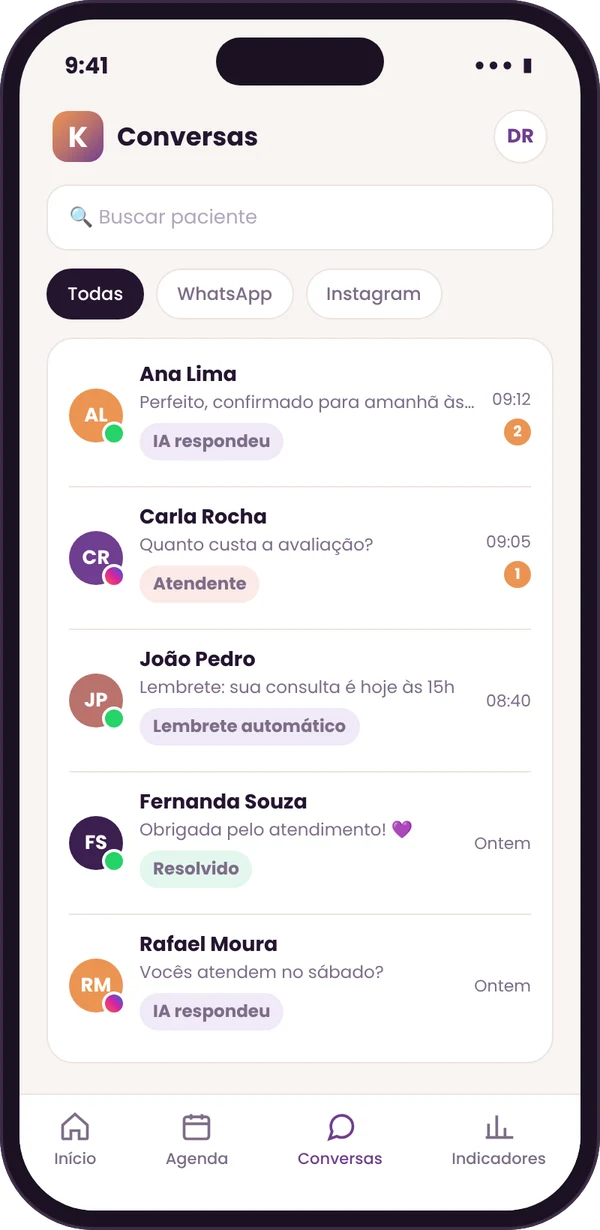 9:41
K Conversas DR
🔍 Buscar paciente
Todas WhatsApp Instagram
Ana Lima
AL Perfeito, confirmado para amanhã às... 09:12
IA respondeu 2
Carla Rocha
CR Quanto custa a avaliação? 09:05
Atendente 1
João Pedro
JP Lembrete: sua consulta é hoje às 15h 08:40
Lembrete automático
Fernanda Souza
FS Obrigada pelo atendimento! 💜 Ontem
Resolvido
Rafael Moura
RM Vocês atendem no sábado? Ontem
IA respondeu
Início Agenda Conversas Indicadores